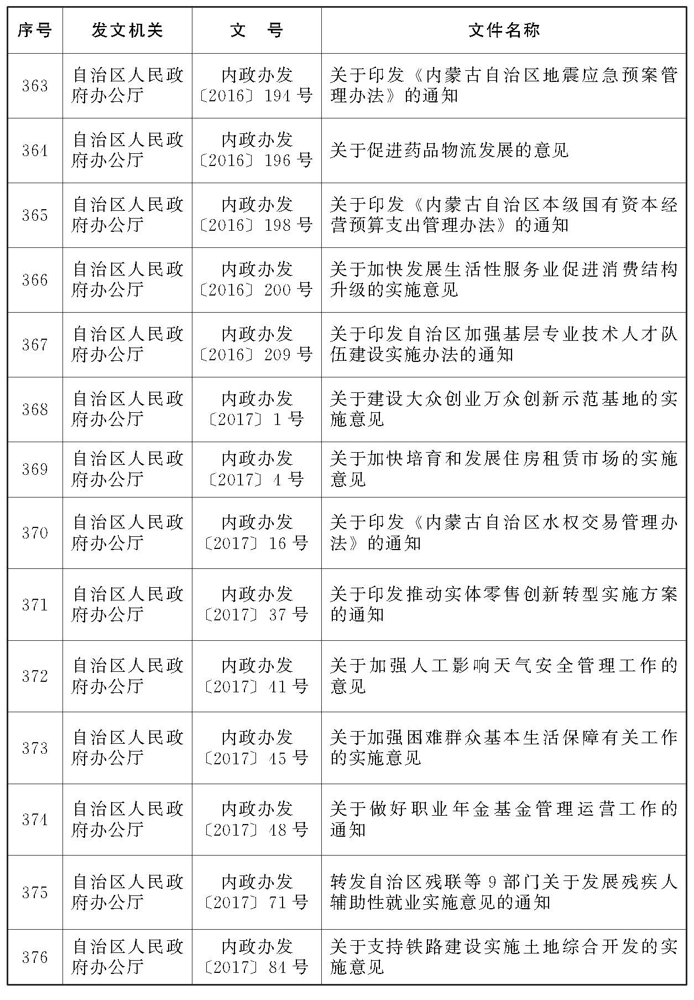 序号 发文机关 文 号 文件名称
363 自治区人民政 内政办发 关于印发《内蒙古自治区地震应急预案管
府办公厅 〔2016〕194号 理办法》的通知
364 自治区人民政 内政办发 关于促进药品物流发展的意见
府办公厅 〔2016〕196号
365 自治区人民政 内政办发 关于印发《内蒙古自治区本级国有资本经
府办公厅 〔2016〕198号 营预算支出管理办法》的通知
366 自治区人民政 内政办发 关于加快发展生活性服务业促进消费结构
府办公厅 〔2016〕200号 升级的实施意见
367 自治区人民政 内政办发 关于印发自治区加强基层专业技术人才队
府办公厅 〔2016〕209号 伍建设实施办法的通知
368 自治区人民政 内政办发 关于建设大众创业万众创新示范基地的实
府办公厅 〔2017〕1号 施意见
369 自治区人民政 内政办发 关于加快培育和发展住房租赁市场的实施
府办公厅 〔2017〕4号 意见
370 自治区人民政 内政办发 关于印发《内蒙古自治区水权交易管理办
府办公厅 〔2017〕16号 法》的通知
371 自治区人民政 内政办发 关于印发推动实体零售创新转型实施方案
府办公厅 〔2017〕37号 的通知
372 自治区人民政 内政办发 关于加强人工影响天气安全管理工作的
府办公厅 〔2017〕41号 意见
373 自治区人民政 内政办发 关于加强困难群众基本生活保障有关工作
府办公厅 〔2017〕45号 的实施意见
374 自治区人民政 内政办发 关于做好职业年金基金管理运营工作的
府办公厅 〔2017〕48号 通知
375 自治区人民政 内政办发 转发自治区残联等9部门关于发展残疾人
府办公厅 〔2017〕71号 辅助性就业实施意见的通知
376 自治区人民政 内政办发 关于支持铁路建设实施土地综合开发的实
府办公厅 〔2017〕84号 施意见